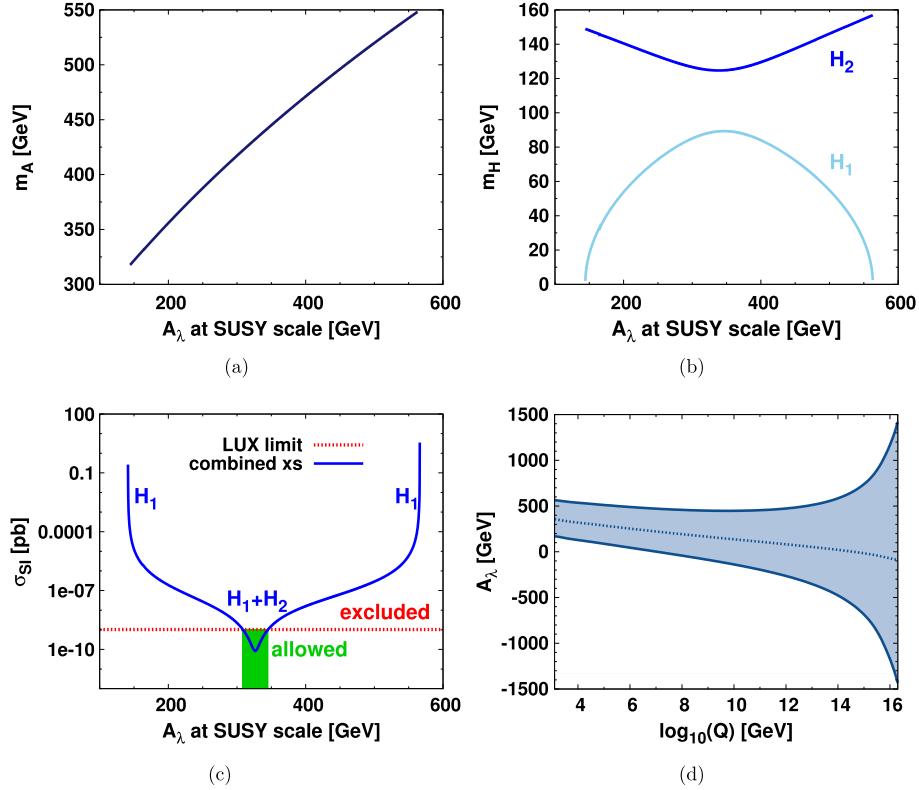 550
500
450
400
350
300
m_A [GeV]
200 400 600
A_λ at SUSY scale [GeV]
(a)
160
140
120
100
80
60
40
20
0
m_H [GeV]
H_2
H_1
200 400 600
A_λ at SUSY scale [GeV]
(b)
100
0.1
0.0001
1e-07
1e-10
σ_SI [pb]
LUX limit
combined xs
H_1 H_1
H_1+H_2
excluded
allowed
200 400 600
A_λ at SUSY scale [GeV]
(c)
1500
1000
500
0
-500
-1000
-1500
A_λ [GeV]
4 6 8 10 12 14 16
log_10(Q) [GeV]
(d)